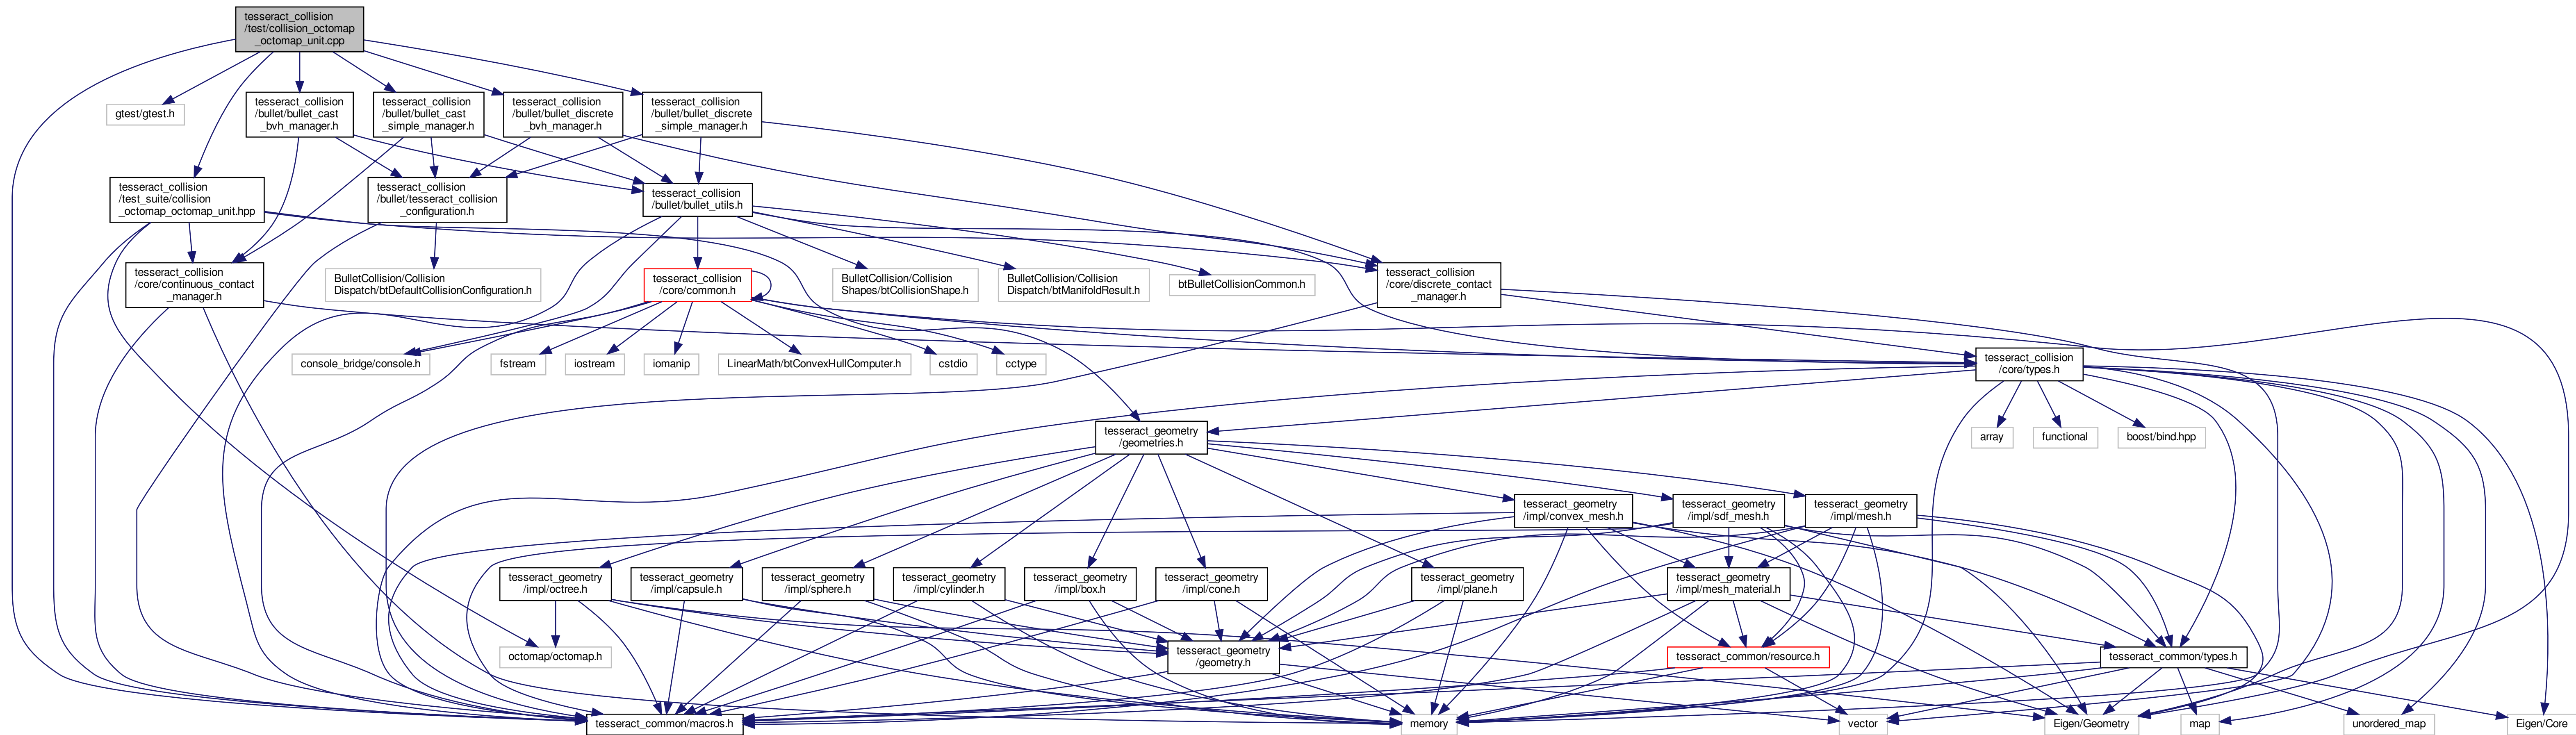 tesseract_collision
/test/collision_octomap
_octomap_unit.cpp
gtest/gtest.h
tesseract_collision
/bullet/bullet_cast
_bvh_manager.h
tesseract_collision
/bullet/bullet_cast
_simple_manager.h
tesseract_collision
/bullet/bullet_discrete
_bvh_manager.h
tesseract_collision
/bullet/bullet_discrete
_simple_manager.h
tesseract_collision
/test_suite/collision
_octomap_octomap_unit.hpp
tesseract_collision
/bullet/tesseract_collision
_configuration.h
tesseract_collision
/bullet/bullet_utils.h
tesseract_collision
/core/continuous_contact
_manager.h
BulletCollision/Collision
Dispatch/btDefaultCollisionConfiguration.h
tesseract_collision
/core/common.h
BulletCollision/Collision
Shapes/btCollisionShape.h
BulletCollision/Collision
Dispatch/btManifoldResult.h
btBulletCollisionCommon.h
tesseract_collision
/core/discrete_contact
_manager.h
console_bridge/console.h
fstream
iostream
iomanip
LinearMath/btConvexHullComputer.h
cstdio
cctype
tesseract_collision
/core/types.h
tesseract_geometry
/geometries.h
array
functional
boost/bind.hpp
tesseract_geometry
/impl/convex_mesh.h
tesseract_geometry
/impl/sdf_mesh.h
tesseract_geometry
/impl/mesh.h
tesseract_geometry
/impl/octree.h
tesseract_geometry
/impl/capsule.h
tesseract_geometry
/impl/sphere.h
tesseract_geometry
/impl/cylinder.h
tesseract_geometry
/impl/box.h
tesseract_geometry
/impl/cone.h
tesseract_geometry
/impl/plane.h
tesseract_geometry
/impl/mesh_material.h
octomap/octomap.h
tesseract_geometry
/geometry.h
tesseract_common/resource.h
tesseract_common/types.h
tesseract_common/macros.h
memory
vector
Eigen/Geometry
map
unordered_map
Eigen/Core